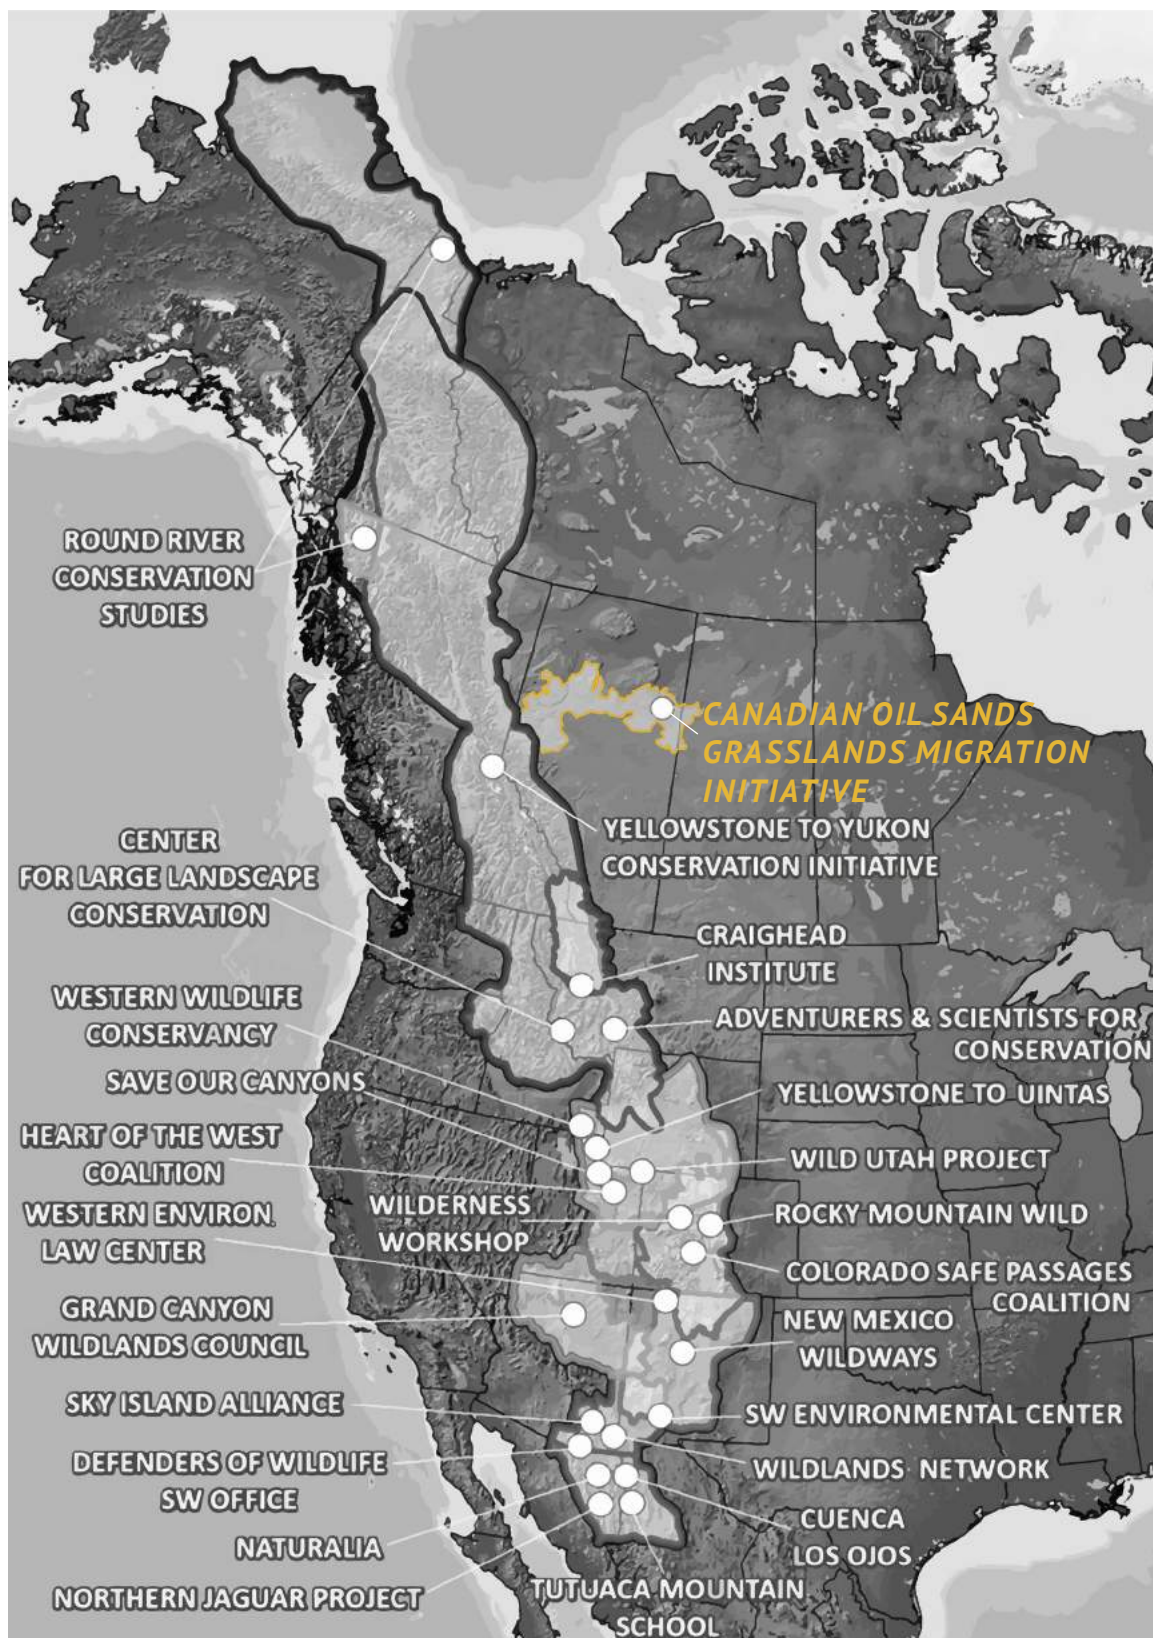 ROUND RIVER
CONSERVATION
STUDIES
CANADIAN OIL SANDS
GRASSLANDS MIGRATION
INITIATIVE
YELLOWSTONE TO YUKON
CONSERVATION INITIATIVE
CENTER
FOR LARGE LANDSCAPE
CONSERVATION
CRAIGHEAD
INSTITUTE
WESTERN WILDLIFE
CONSERVANCY
ADVENTURERS & SCIENTISTS FOR
CONSERVATION
SAVE OUR CANYONS
YELLOWSTONE TO UINTAS
HEART OF THE WEST
COALITION
WILD UTAH PROJECT
WILDERNESS
WORKSHOP
ROCKY MOUNTAIN WILD
WESTERN ENVIRON.
LAW CENTER
COLORADO SAFE PASSAGES
COALITION
GRAND CANYON
WILDLANDS COUNCIL
NEW MEXICO
WILDWAYS
SKY ISLAND ALLIANCE
SW ENVIRONMENTAL CENTER
DEFENDERS OF WILDLIFE
SW OFFICE
WILDLANDS NETWORK
NATURALIA
CUENCA
LOS OJOS
NORTHERN JAGUAR PROJECT
TUTUACA MOUNTAIN
SCHOOL